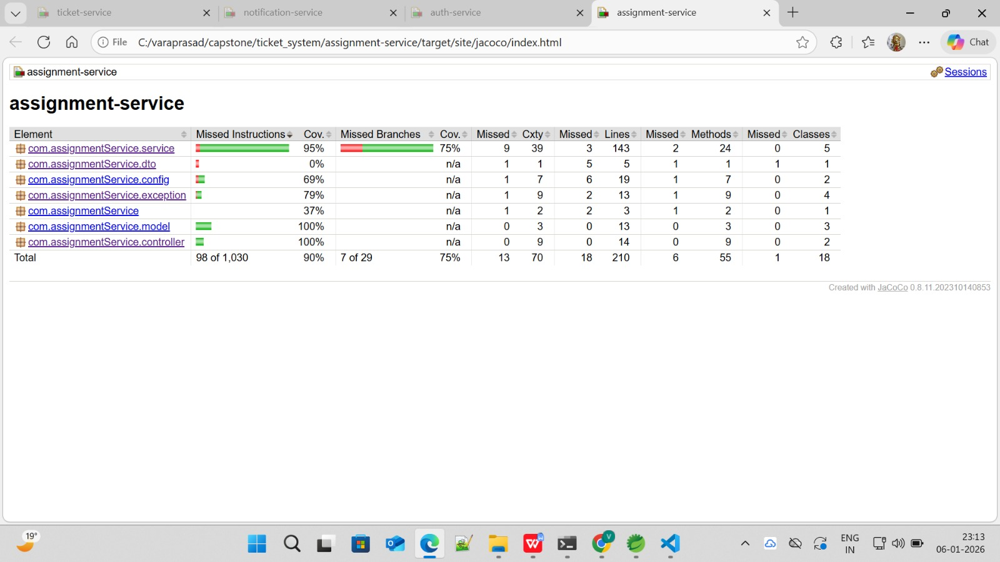 ticket-service
notification-service
auth-service
assignment-service
File C:/varaprasad/capstone/ticket_system/assignment-service/target/site/jacoco/index.html
Chat
assignment-service
Sessions
assignment-service
Element Missed Instructions Cov. Missed Branches Cov. Missed Cxty Missed Lines Missed Methods Missed Classes
com.assignmentService.service 95% 75% 9 39 3 143 2 24 0 5
com.assignmentService.dto 0% n/a 1 1 5 5 1 1 1 1
com.assignmentService.config 69% n/a 1 7 6 19 1 7 0 2
com.assignmentService.exception 79% n/a 1 9 2 13 1 9 0 4
com.assignmentService 37% n/a 1 2 2 3 1 2 0 1
com.assignmentService.model 100% n/a 0 3 0 13 0 3 0 3
com.assignmentService.controller 100% n/a 0 9 0 14 0 9 0 2
Total 98 of 1,030 90% 7 of 29 75% 13 70 18 210 6 55 1 18
Created with JaCoCo 0.8.11.202310140853
19°
W
V
ENG
IN
23:13
06-01-2026